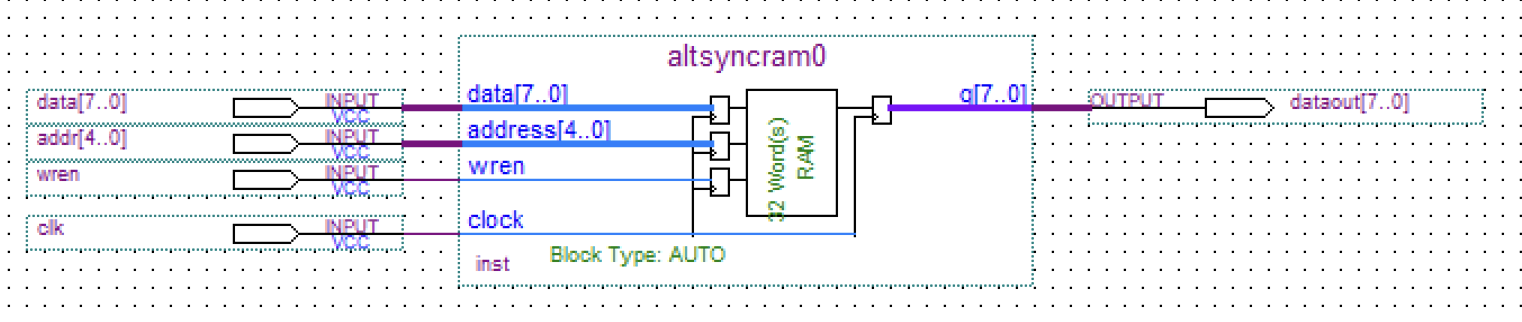 altsyncram0
data[7..0]
INPUT
VCC
data[7..0]
q[7..0]
OUTPUT
dataout[7..0]
addr[4..0]
INPUT
VCC
address[4..0]
wren
INPUT
VCC
wren
32 Word(s)
RAM
clk
INPUT
VCC
clock
inst
Block Type: AUTO